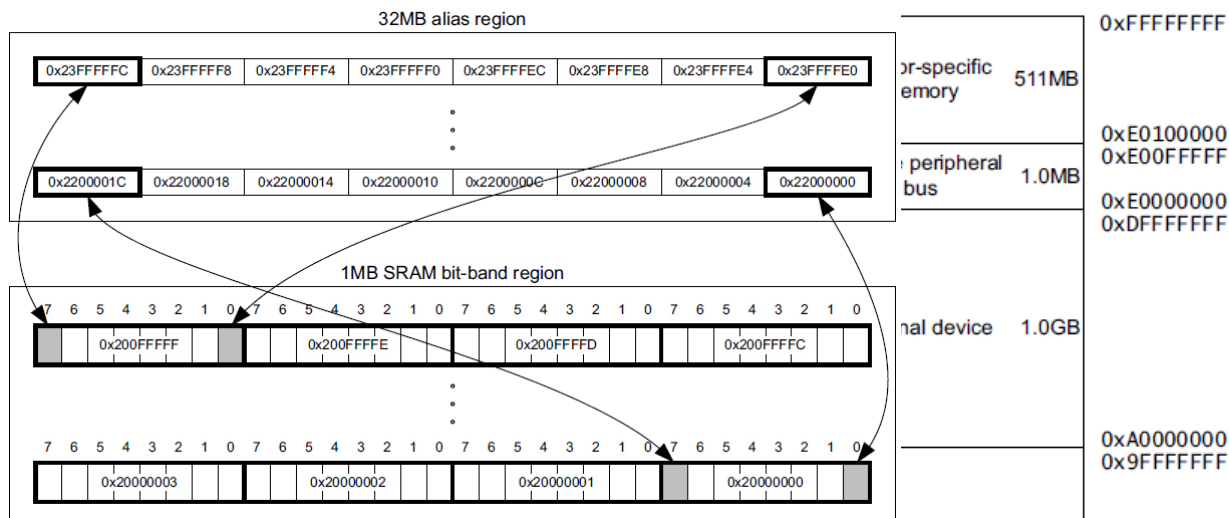 32MB alias region
0x23FFFFFC 0x23FFFFF8 0x23FFFFF4 0x23FFFFF0 0x23FFFFEC 0x23FFFFE8 0x23FFFFE4 0x23FFFFE0
0x2200001C 0x22000018 0x22000014 0x22000010 0x2200000C 0x22000008 0x22000004 0x22000000
1MB SRAM bit-band region
7 6 5 4 3 2 1 0 7 6 5 4 3 2 1 0 7 6 5 4 3 2 1 0 7 6 5 4 3 2 1 0
0x200FFFFF 0x200FFFFE 0x200FFFFD 0x200FFFFC
7 6 5 4 3 2 1 0 7 6 5 4 3 2 1 0 7 6 5 4 3 2 1 0 7 6 5 4 3 2 1 0
0x20000003 0x20000002 0x20000001 0x20000000
0xFFFFFFFF
or-specific
emory
511MB
0xE0100000
0xE00FFFFF
peripheral
bus
1.0MB
0xE0000000
0xDFFFFFFF
nal device 1.0GB
0xA0000000
0x9FFFFFFF